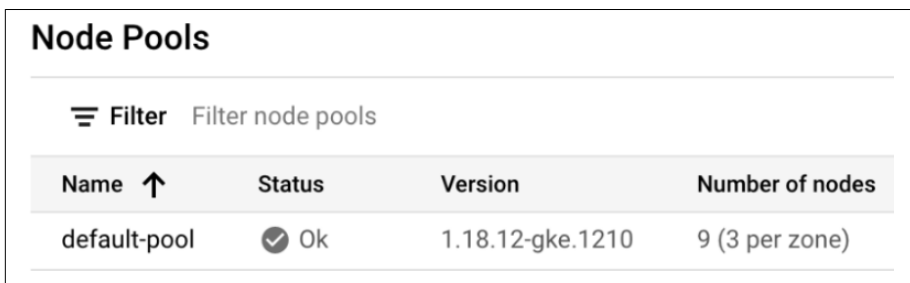 Node Pools
Filter Filter node pools
Name ↑ Status Version Number of nodes
default-pool Ok 1.18.12-gke.1210 9 (3 per zone)